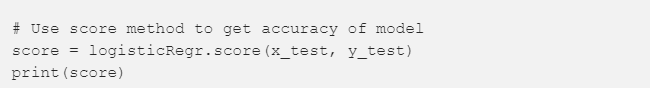 # Use score method to get accuracy of model
score = logisticRegr.score(x_test, y_test)
print(score)